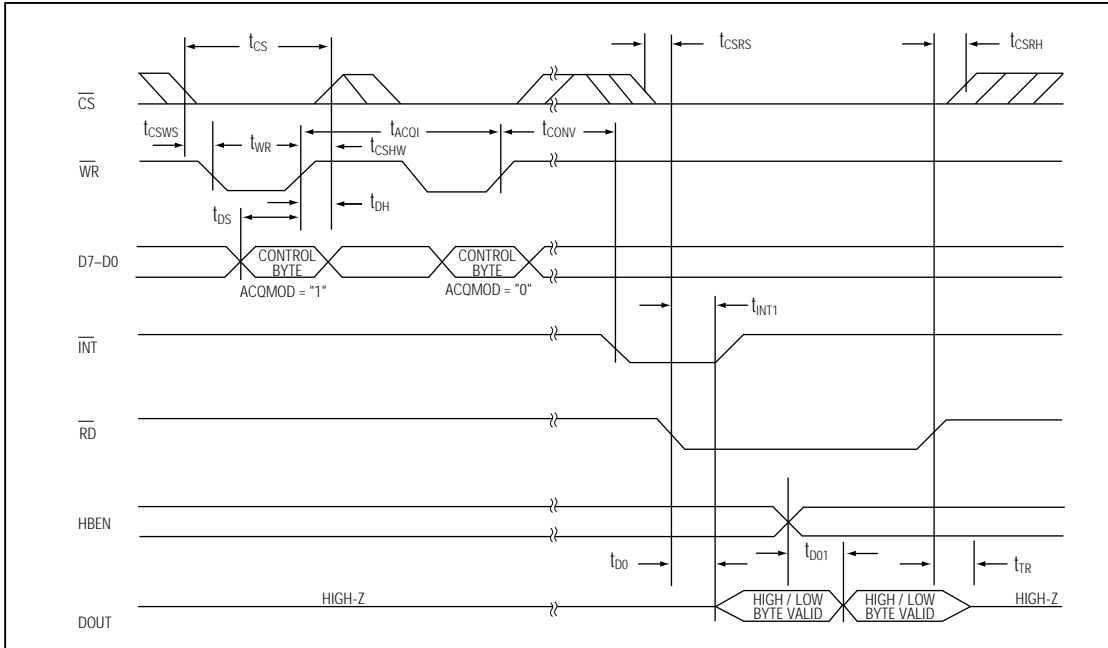 tCS
tCSRS
tCSRH
CS
tCSWS
tWR
tACQI
tCSHW
tCONV
WR
tDS
tDH
D7–D0
CONTROL
BYTE
ACQMOD = "1"
CONTROL
BYTE
ACQMOD = "0"
tINT1
INT
RD
HBEN
tD0
tD01
tTR
DOUT
HIGH-Z
HIGH / LOW
BYTE VALID
HIGH / LOW
BYTE VALID
HIGH-Z